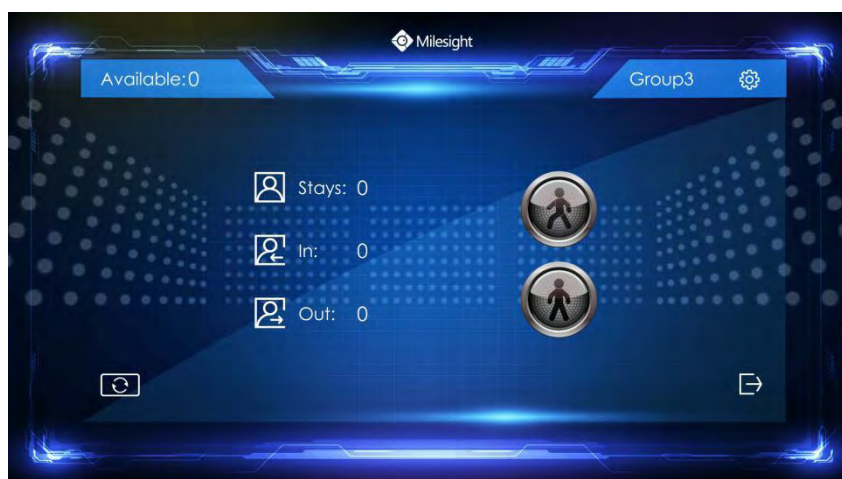 Milesight
Available:0
Group3
Stays: 0
In: 0
Out: 0